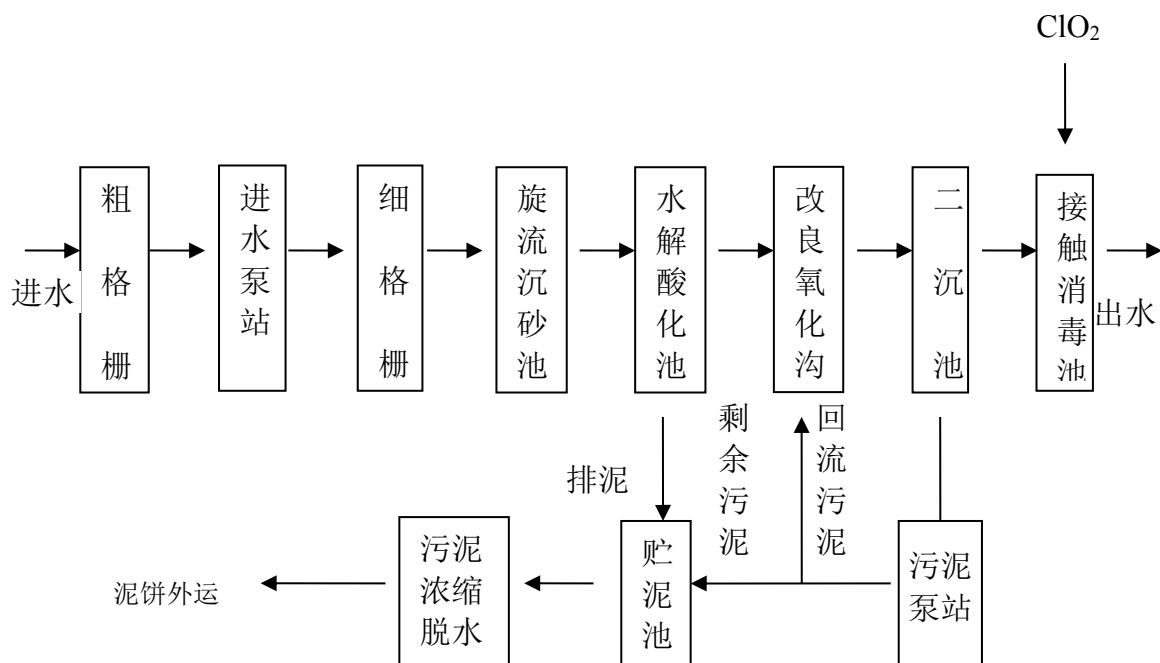 ClO₂
进水
粗格栅
进水泵站
细格栅
旋流沉砂池
水解酸化池
改良氧化沟
二沉池
接触消毒池
出水
排泥
剩余污泥
回流污泥
泥饼外运
污泥
浓缩
脱水
贮泥池
污泥
泵站